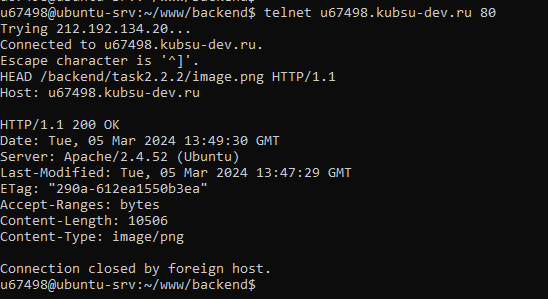 u67498@ubuntu-srv:~/www/backend$ telnet u67498.kubsu-dev.ru 80
Trying 212.192.134.20...
Connected to u67498.kubsu-dev.ru.
Escape character is '^]'.
HEAD /backend/task2.2.2/image.png HTTP/1.1
Host: u67498.kubsu-dev.ru

HTTP/1.1 200 OK
Date: Tue, 05 Mar 2024 13:49:30 GMT
Server: Apache/2.4.52 (Ubuntu)
Last-Modified: Tue, 05 Mar 2024 13:47:29 GMT
ETag: "290a-612ea1550b3ea"
Accept-Ranges: bytes
Content-Length: 10506
Content-Type: image/png

Connection closed by foreign host.
u67498@ubuntu-srv:~/www/backend$